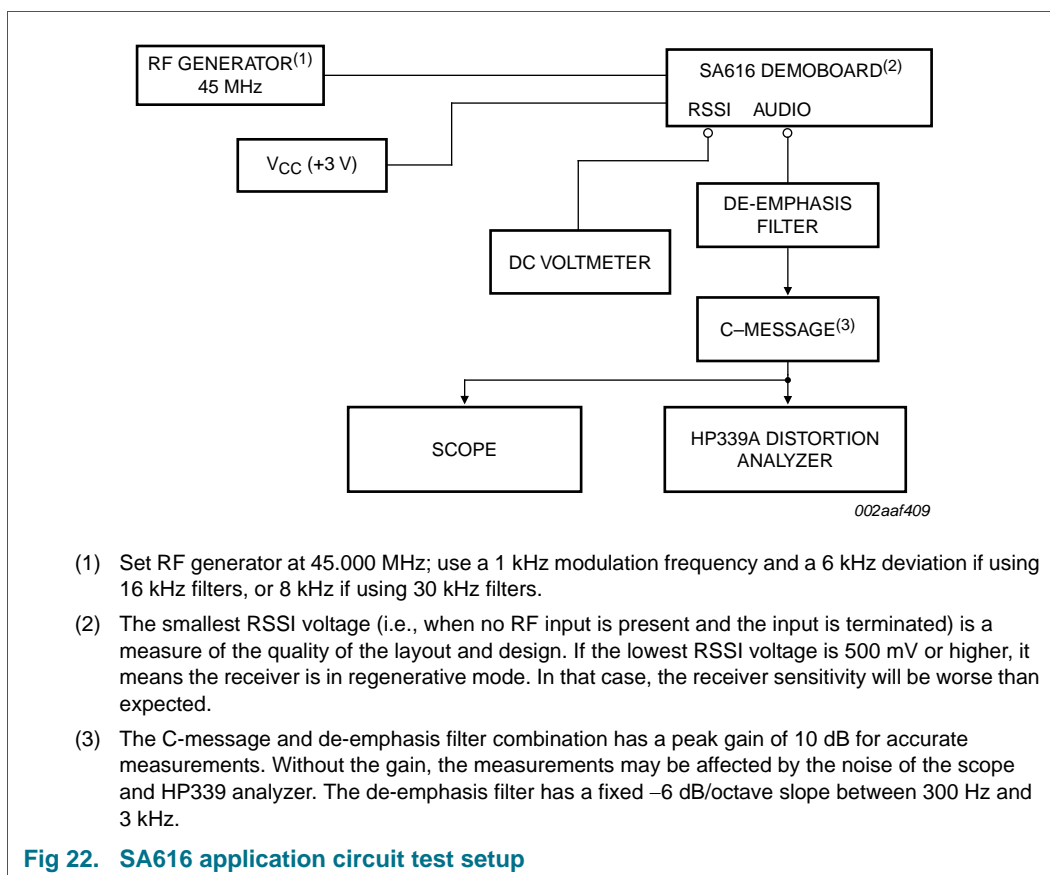 RF GENERATOR(1)
45 MHz
SA616 DEMOBOARD(2)
RSSI AUDIO
VCC (+3 V)
DE-EMPHASIS
FILTER
DC VOLTMETER
C–MESSAGE(3)
SCOPE
HP339A DISTORTION
ANALYZER
002aaf409
(1) Set RF generator at 45.000 MHz; use a 1 kHz modulation frequency and a 6 kHz deviation if using
16 kHz filters, or 8 kHz if using 30 kHz filters.
(2) The smallest RSSI voltage (i.e., when no RF input is present and the input is terminated) is a
measure of the quality of the layout and design. If the lowest RSSI voltage is 500 mV or higher, it
means the receiver is in regenerative mode. In that case, the receiver sensitivity will be worse than
expected.
(3) The C-message and de-emphasis filter combination has a peak gain of 10 dB for accurate
measurements. Without the gain, the measurements may be affected by the noise of the scope
and HP339 analyzer. The de-emphasis filter has a fixed −6 dB/octave slope between 300 Hz and
3 kHz.
Fig 22. SA616 application circuit test setup